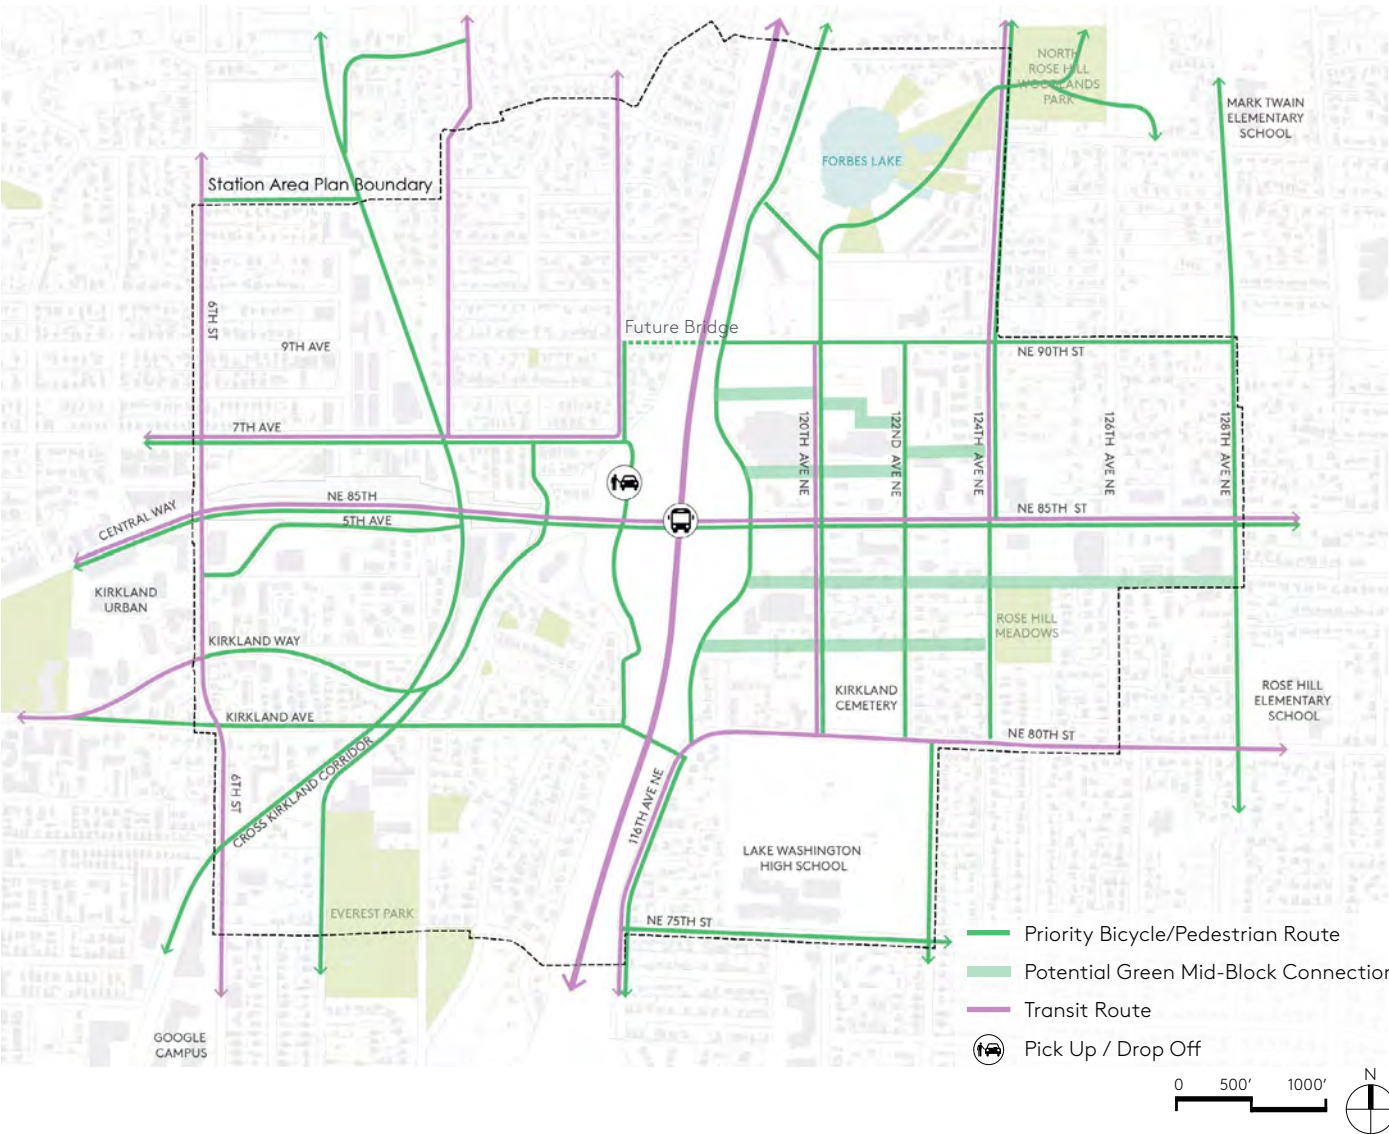 NORTH
ROSE HILL
WOODLANDS
PARK
MARK TWAIN
ELEMENTARY
SCHOOL
FORBES LAKE
Station Area Plan Boundary
6TH ST
Future Bridge
9TH AVE
NE 90TH ST
7TH AVE
120TH AVE NE
122ND AVE NE
124TH AVE NE
126TH AVE NE
128TH AVE NE
NE 85TH
CENTRAL WAY
5TH AVE
NE 85TH ST
KIRKLAND
URBAN
ROSE HILL
MEADOWS
KIRKLAND WAY
KIRKLAND
CEMETERY
ROSE HILL
ELEMENTARY
SCHOOL
KIRKLAND AVE
NE 80TH ST
6TH ST
CROSS KIRKLAND CORRIDOR
116TH AVE NE
LAKE WASHINGTON
HIGH SCHOOL
EVEREST PARK
NE 75TH ST
Priority Bicycle/Pedestrian Route
Potential Green Mid-Block Connection
Transit Route
Pick Up / Drop Off
GOOGLE
CAMPUS
0 500' 1000'
N